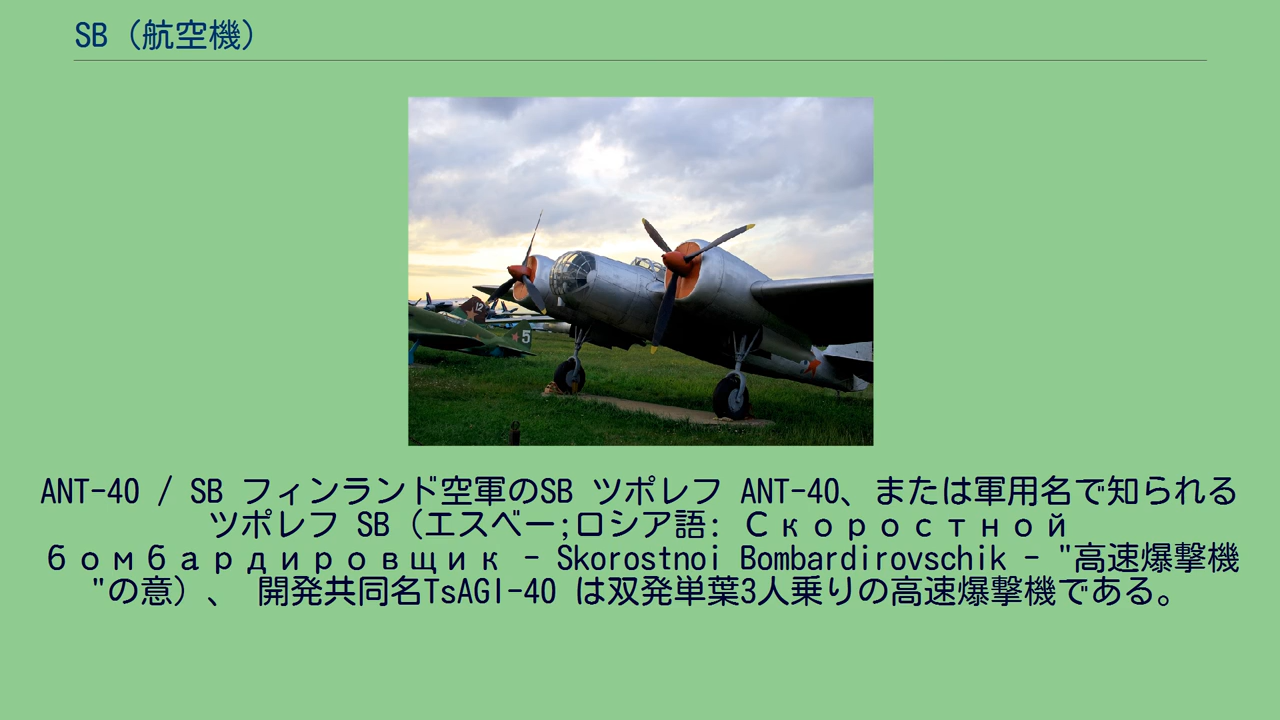 SB (航空機)
12
5
ANT-40 / SB フィンランド空軍のSB ツポレフ ANT-40、または軍用名で知られる
ツポレフ SB (エスベー;ロシア語: Скоростной
бомбардировщик - Skorostnoi Bombardirovschik - "高速爆撃機
"の意)、 開発共同名TsAGI-40 は双発単葉3人乗りの高速爆撃機である。